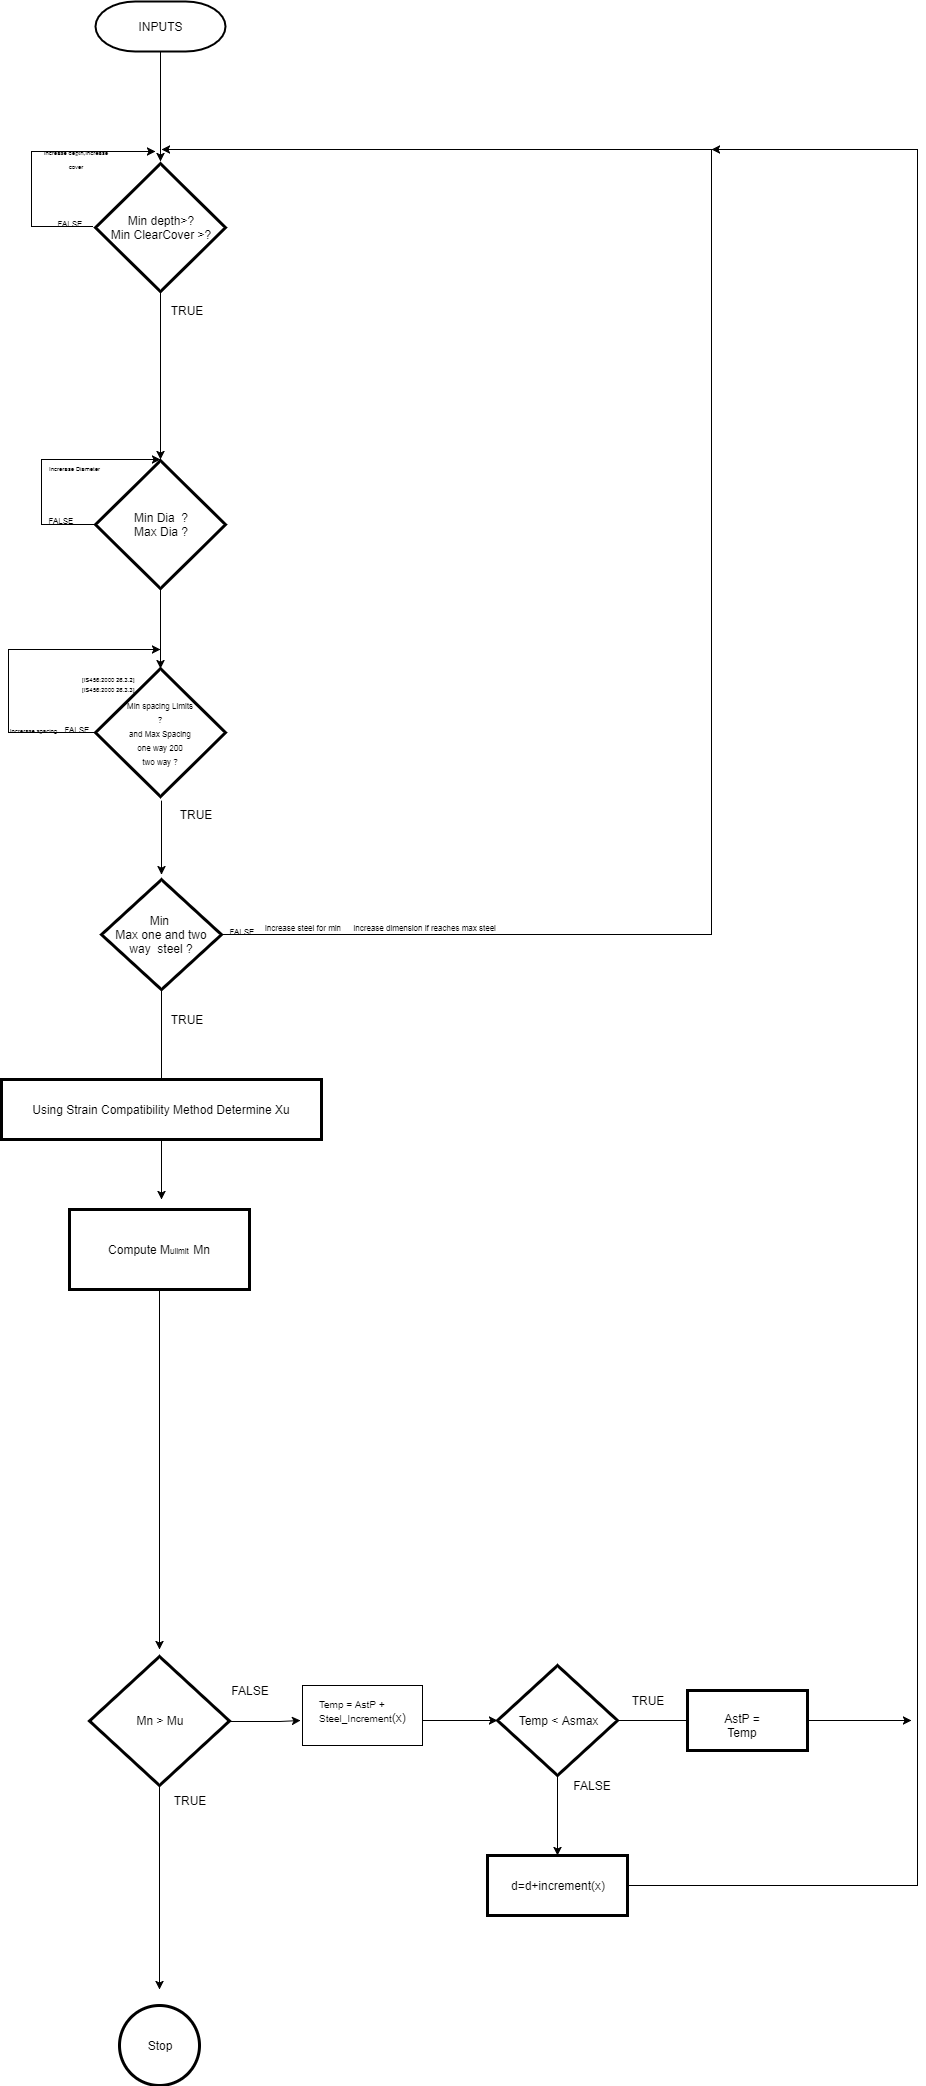 INPUTS
Increase depth,Increase
cover
FALSE
Min depth>?
Min ClearCover >?
TRUE
Increrase Diameter
FALSE
Min Dia ?
Max Dia ?
[IS456:2000 26.3.2]
[IS456:2000 26.3.3]
Min spacing Limits
?
and Max Spacing
one way 200
two way ?
Increrase spacing FALSE
TRUE
Min
Max one and two
way steel ?
FALSE Increase steel for min Increase dimension if reaches max steel
TRUE
Using Strain Compatibility Method Determine Xu
Compute Mulimit Mn
Mn > Mu
FALSE
Temp = AstP +
Steel_Increment(x)
Temp < Asmax
TRUE
AstP =
Temp
TRUE
FALSE
d=d+increment(x)
Stop